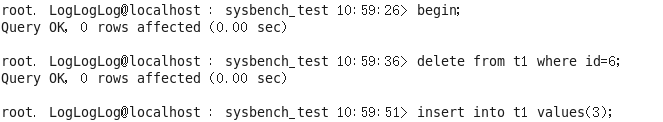 root. LogLogLog@localhost : sysbench_test 10:59:26> begin;
Query OK, 0 rows affected (0.00 sec)
root. LogLogLog@localhost : sysbench_test 10:59:36> delete from t1 where id=6;
Query OK, 0 rows affected (0.00 sec)
root. LogLogLog@localhost : sysbench_test 10:59:51> insert into t1 values(3);